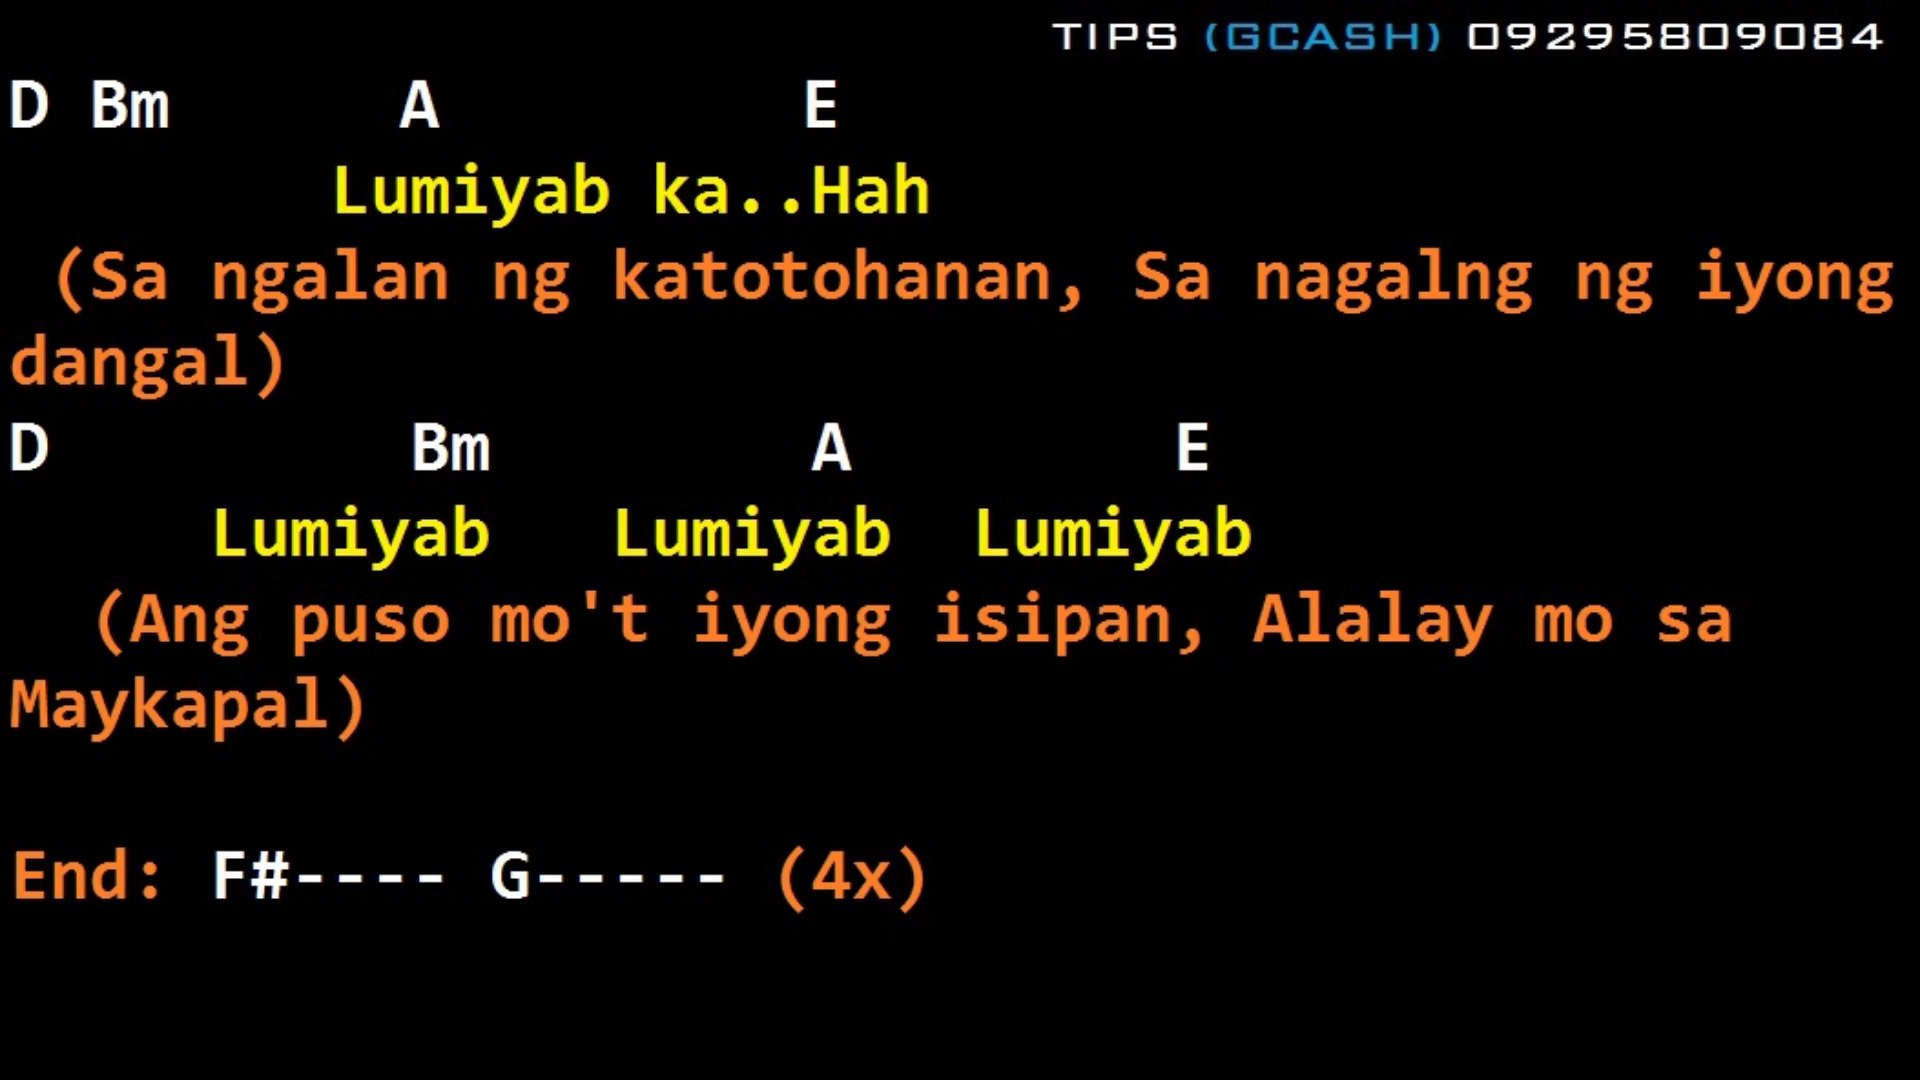 TIPS (GCASH) 09295809084
D Bm A E
Lumiyab ka..Hah
(Sa ngalan ng katotohanan, Sa nagalng ng iyong
dangal)
D Bm A E
Lumiyab Lumiyab Lumiyab
(Ang puso mo't iyong isipan, Alalay mo sa
Maykapal)
End: F#---- G----- (4x)